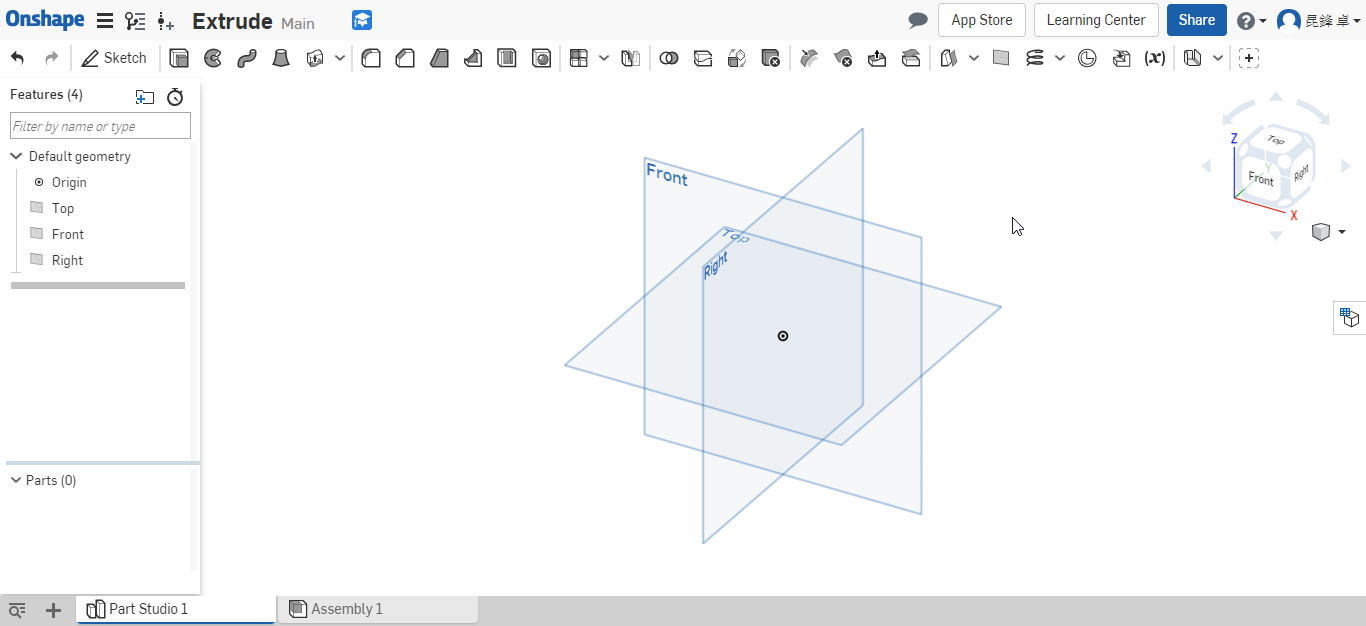 Onshape Extrude Main App Store Learning Center Share 昆鋒 卓
Sketch (x)
Features (4)
Filter by name or type
Default geometry
Origin
Top
Front
Right
Parts (0)
Front
Top
Right
Top
Z
Y
Front
Right
X
Part Studio 1
Assembly 1